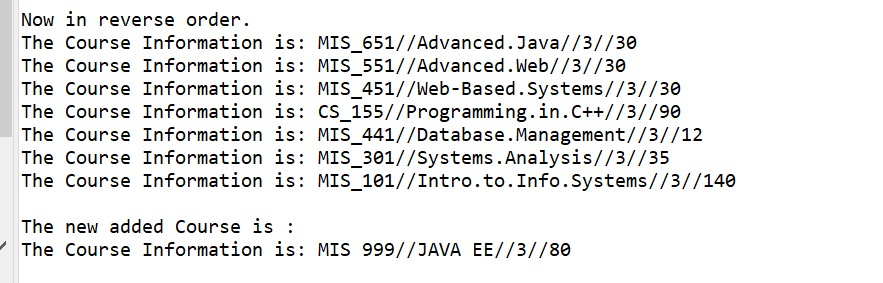 Now in reverse order.
The Course Information is: MIS_651//Advanced.Java//3//30
The Course Information is: MIS_551//Advanced.Web//3//30
The Course Information is: MIS_451//Web-Based.Systems//3//30
The Course Information is: CS_155//Programming.in.C++//3//90
The Course Information is: MIS_441//Database.Management//3//12
The Course Information is: MIS_301//Systems.Analysis//3//35
The Course Information is: MIS_101//Intro.to.Info.Systems//3//140
The new added Course is :
The Course Information is: MIS 999//JAVA EE//3//80